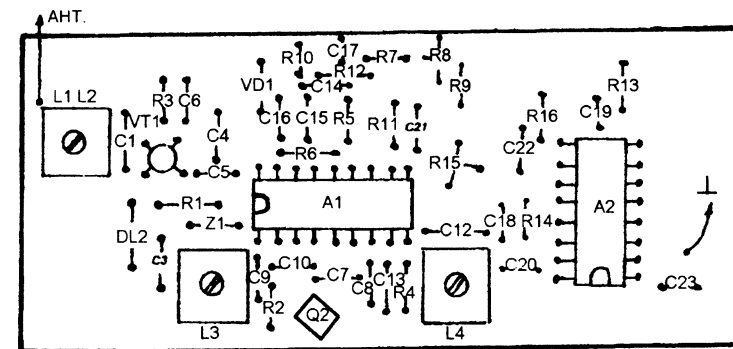 АНТ.
R10
C17
R7
R8
R12
L1 L2
R3
C6
VD1
C14
R9
R13
VT1
C1
C4
C16
C15
R5
R11
C21
R16
C19
C22
C5
R6
R15
R1
A1
A2
Z1
DL2
C12
C18
R14
C3
C9
C10
C7
C8
C13
R4
C20
C23
R2
Q2
L3
L4